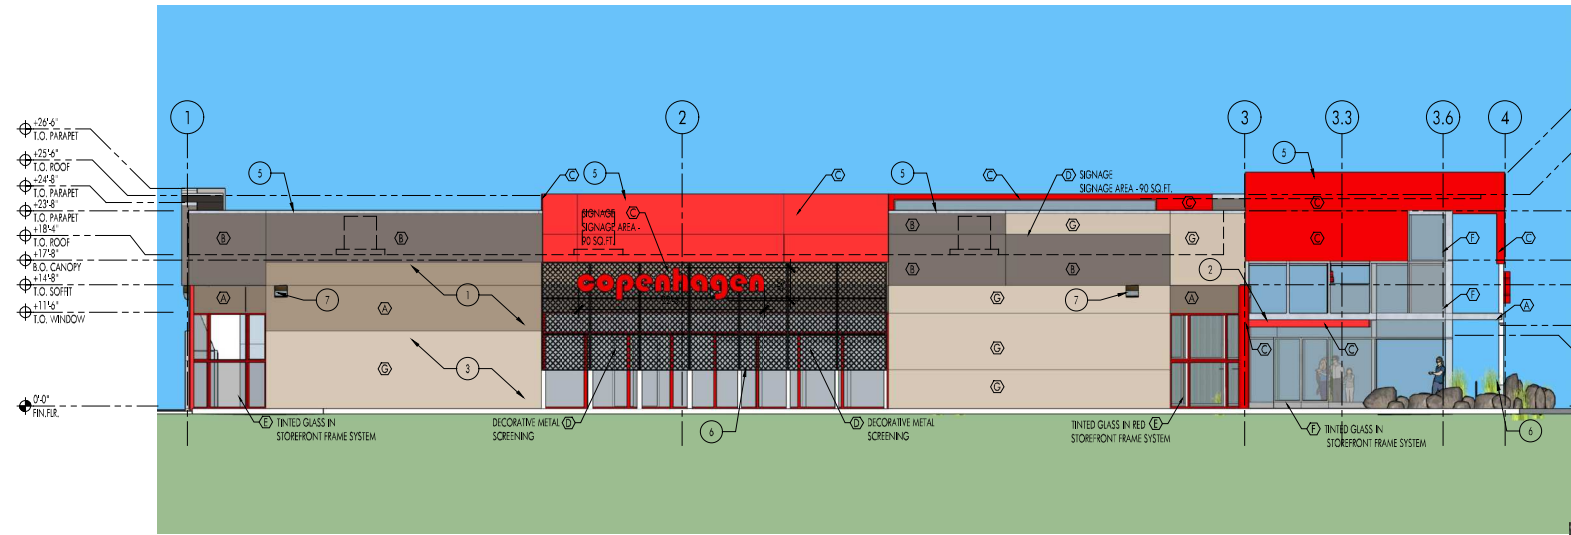 1
2
3
3.3
3.6
4
+26'-6"
T.O. PARAPET
+25'-6"
T.O. ROOF
+24'-8"
T.O. PARAPET
+23'-8"
T.O. PARAPET
+18'-4"
T.O. ROOF
+17'-8"
B.O. CANOPY
+14'-8"
T.O. SOFFIT
+11'-6"
T.O. WINDOW
0'-0"
FIN.FLR.
5
C
5
C
5
C
D SIGNAGE
SIGNAGE AREA - 90 SQ.FT.
5
C
C
SIGNAGE C
SIGNAGE AREA -
90 SQ.FT.
B
B
B
G
G
C
F
C
B
B
2
copenhagen
A
7
1
A
7
G
A
F
A
G
C
C
G
3
G
E TINTED GLASS IN
STOREFRONT FRAME SYSTEM
DECORATIVE METAL D
SCREENING
6
D DECORATIVE METAL
SCREENING
TINTED GLASS IN RED E
STOREFRONT FRAME SYSTEM
F TINTED GLASS IN
STOREFRONT FRAME SYSTEM
6